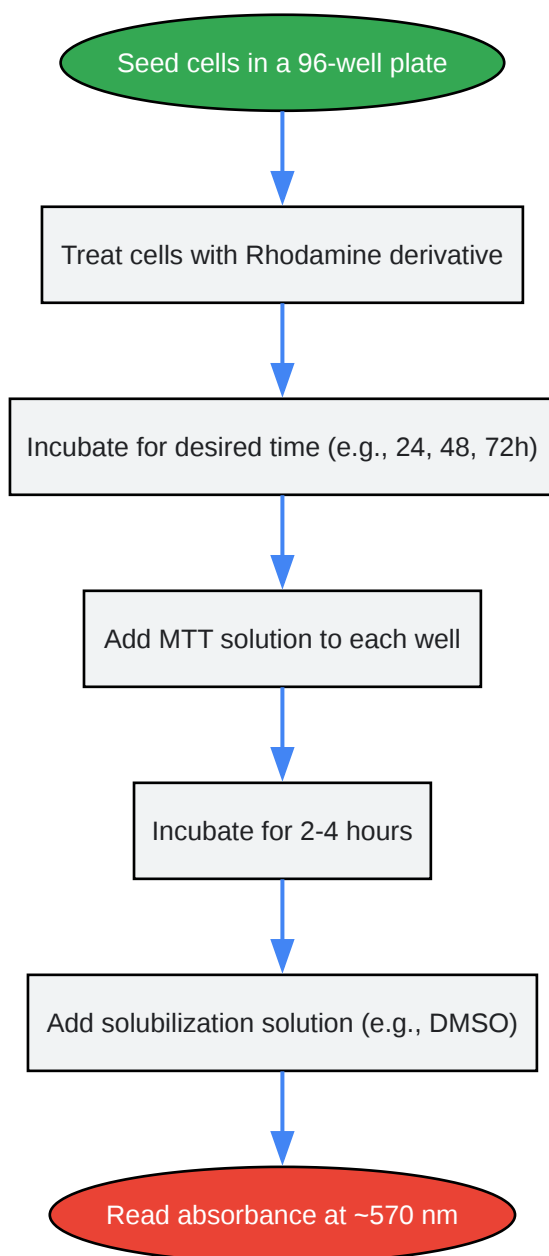 Seed cells in a 96-well plate
Treat cells with Rhodamine derivative
Incubate for desired time (e.g., 24, 48, 72h)
Add MTT solution to each well
Incubate for 2-4 hours
Add solubilization solution (e.g., DMSO)
Read absorbance at ~570 nm